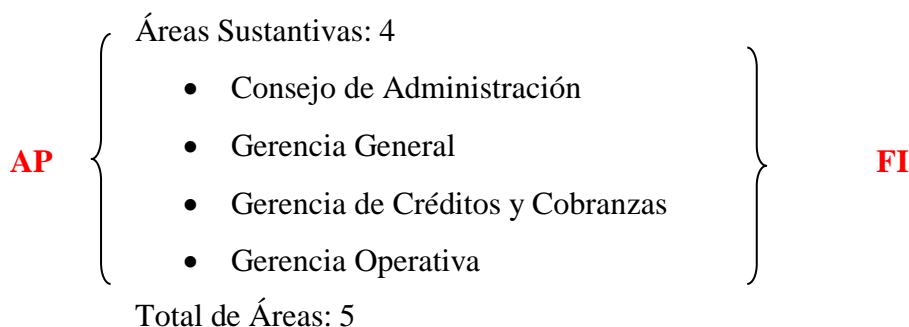 Áreas Sustantivas: 4
• Consejo de Administración
• Gerencia General
AP
FI
• Gerencia de Créditos y Cobranzas
• Gerencia Operativa
Total de Áreas: 5